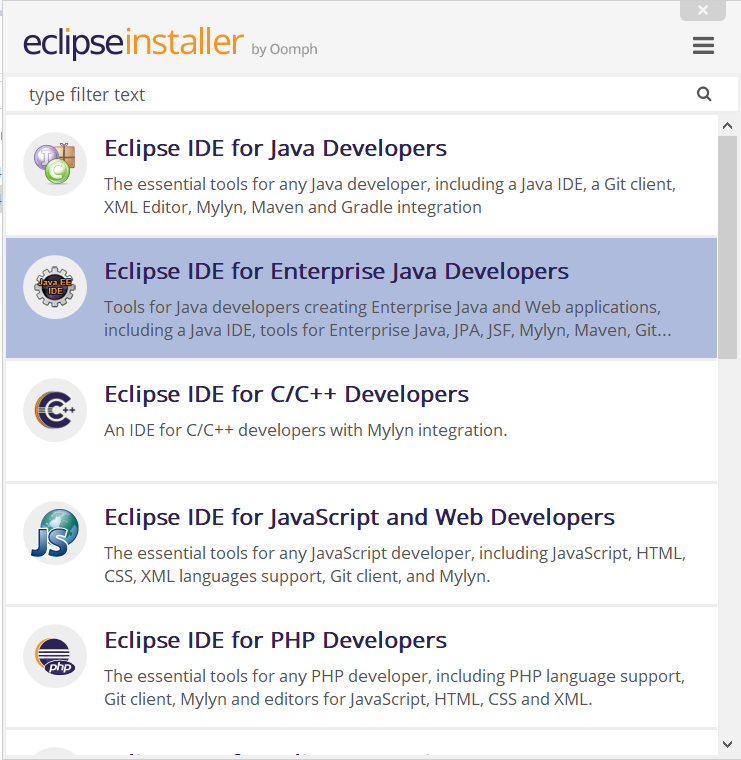 eclipseinstaller by Oomph
type filter text
Eclipse IDE for Java Developers
The essential tools for any Java developer, including a Java IDE, a Git client,
XML Editor, Mylyn, Maven and Gradle integration
Java EE
IDE
Eclipse IDE for Enterprise Java Developers
Tools for Java developers creating Enterprise Java and Web applications,
including a Java IDE, tools for Enterprise Java, JPA, JSF, Mylyn, Maven, Git...
C++
Eclipse IDE for C/C++ Developers
An IDE for C/C++ developers with Mylyn integration.
JS
Eclipse IDE for JavaScript and Web Developers
The essential tools for any JavaScript developer, including JavaScript, HTML,
CSS, XML languages support, Git client, and Mylyn.
php
Eclipse IDE for PHP Developers
The essential tools for any PHP developer, including PHP language support,
Git client, Mylyn and editors for JavaScript, HTML, CSS and XML.